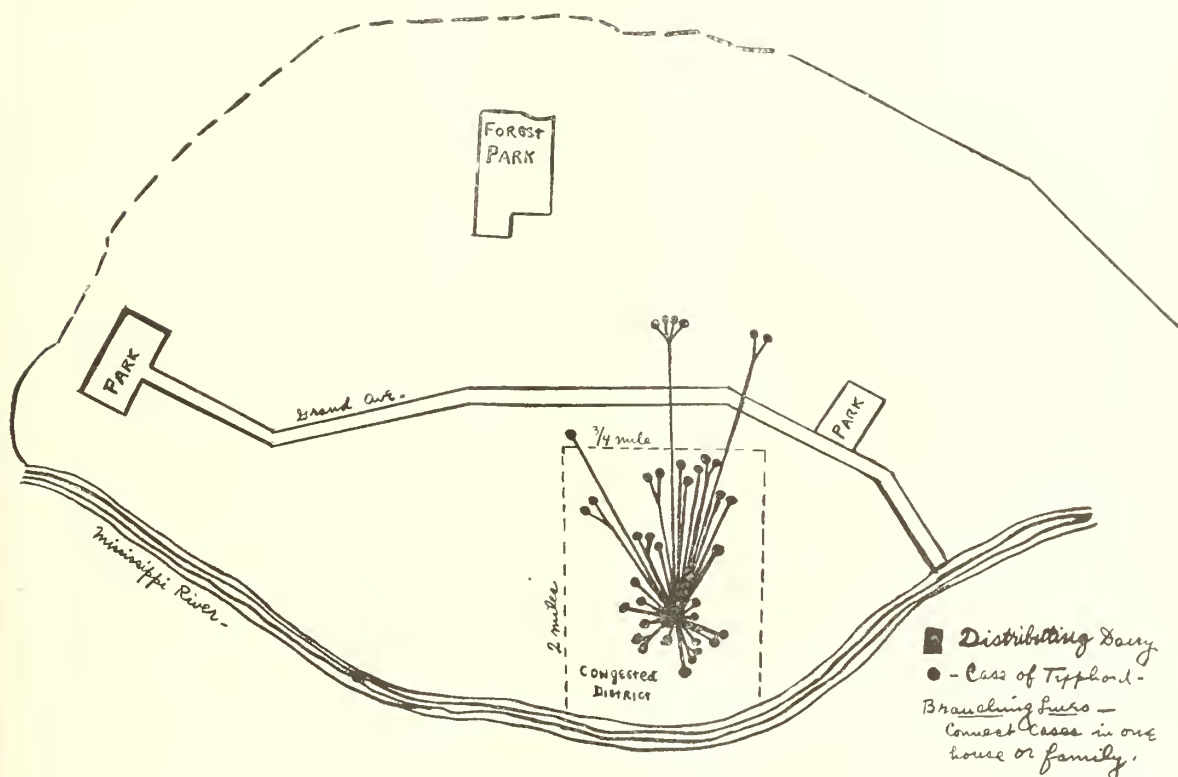 FOREST
PARK
PARK
Grand Ave.
PARK
3/4 mile
2 miles
Mississippi River-
CONGESTED
DISTRICT
Distributing Dairy
- Case of Typphoid-
Branching Lines —
Connect Cases in one
house or family.